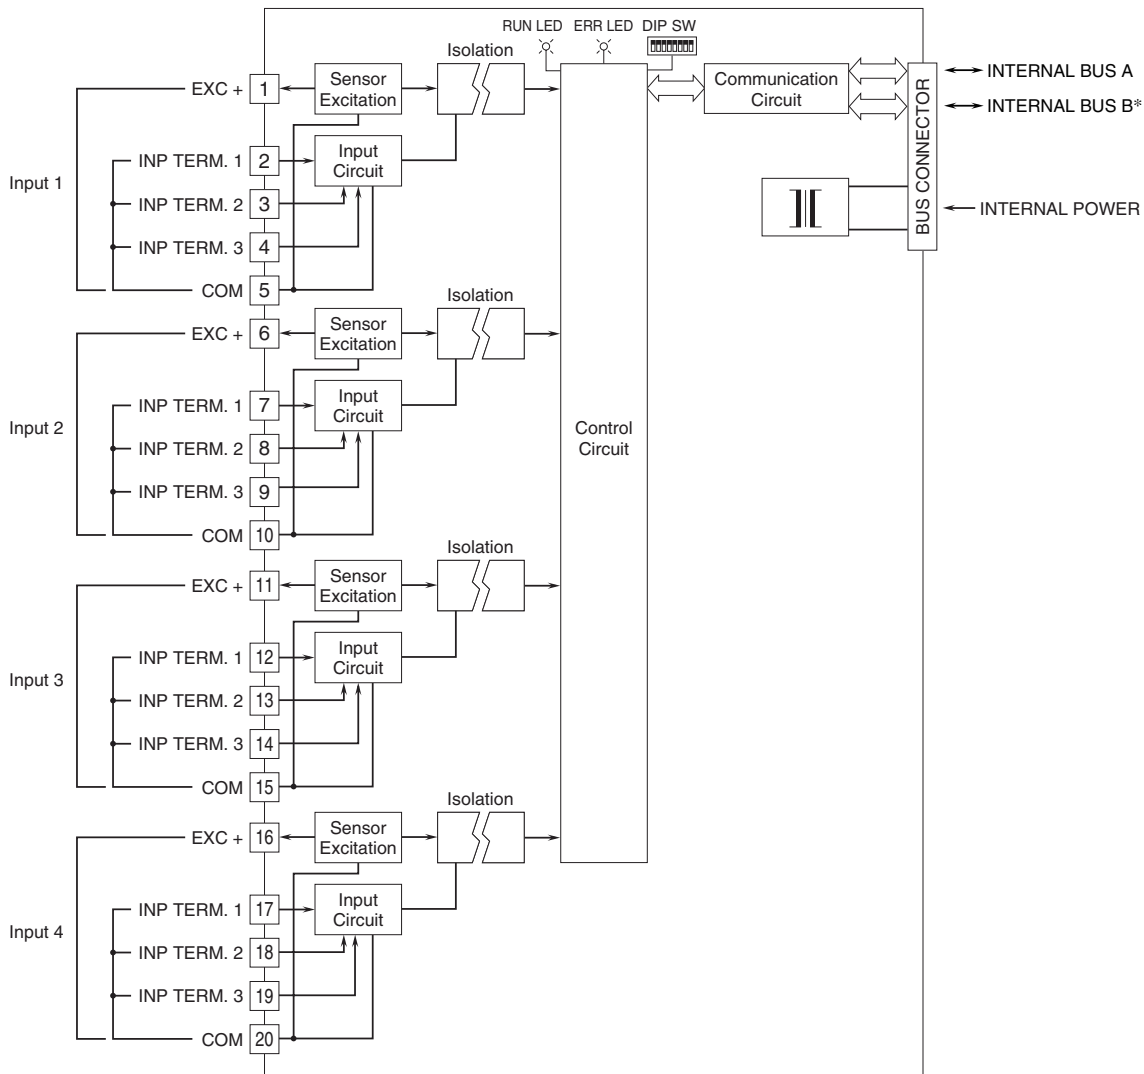 RUN LED
ERR LED
DIP SW
Isolation
EXC +
1
Sensor
Excitation
Communication
Circuit
BUS CONNECTOR
INTERNAL BUS A
INTERNAL BUS B*
INTERNAL POWER
Input 1
INP TERM. 1
2
Input
Circuit
INP TERM. 2
3
INP TERM. 3
4
COM
5
Isolation
EXC +
6
Sensor
Excitation
Input 2
INP TERM. 1
7
Input
Circuit
INP TERM. 2
8
INP TERM. 3
9
COM
10
Control
Circuit
Isolation
EXC +
11
Sensor
Excitation
Input 3
INP TERM. 1
12
Input
Circuit
INP TERM. 2
13
INP TERM. 3
14
COM
15
Isolation
EXC +
16
Sensor
Excitation
Input 4
INP TERM. 1
17
Input
Circuit
INP TERM. 2
18
INP TERM. 3
19
COM
20